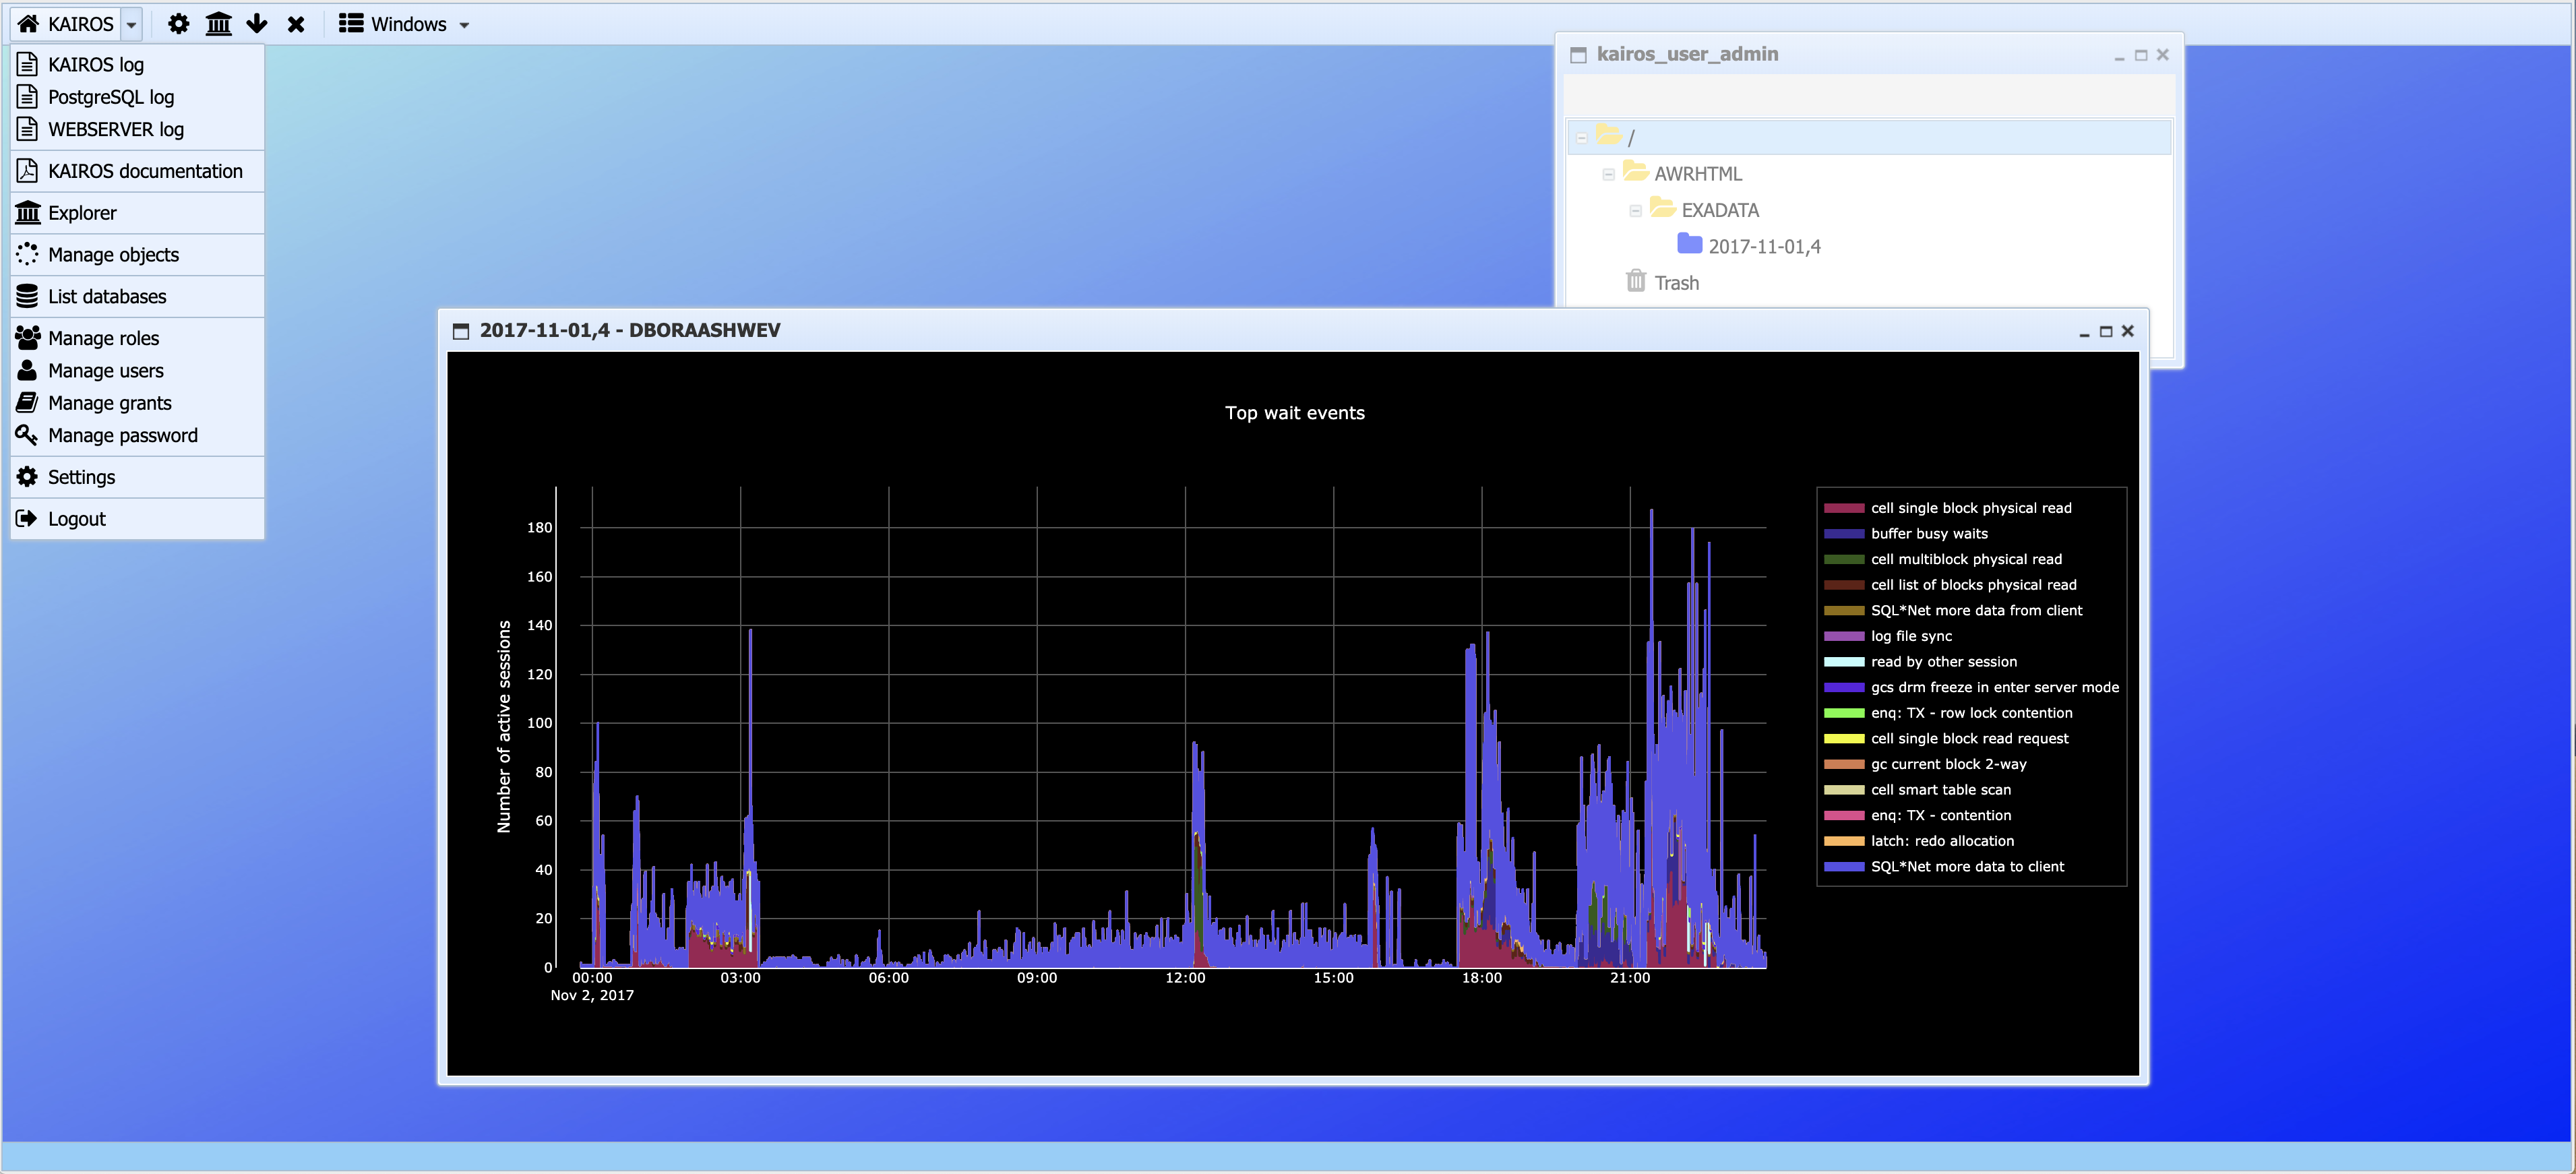 KAIROS
Windows
KAIROS log
PostgreSQL log
WEBSERVER log
KAIROS documentation
Explorer
Manage objects
List databases
Manage roles
Manage users
Manage grants
Manage password
Settings
Logout
kairos_user_admin
/
AWRHTML
EXADATA
2017-11-01,4
Trash
2017-11-01,4 - DBORAASHWEV
Top wait events
Number of active sessions
180
160
140
120
100
80
60
40
20
0
00:00 03:00 06:00 09:00 12:00 15:00 18:00 21:00
Nov 2, 2017
cell single block physical read
buffer busy waits
cell multiblock physical read
cell list of blocks physical read
SQL*Net more data from client
log file sync
read by other session
gcs drm freeze in enter server mode
enq: TX - row lock contention
cell single block read request
gc current block 2-way
cell smart table scan
enq: TX - contention
latch: redo allocation
SQL*Net more data to client